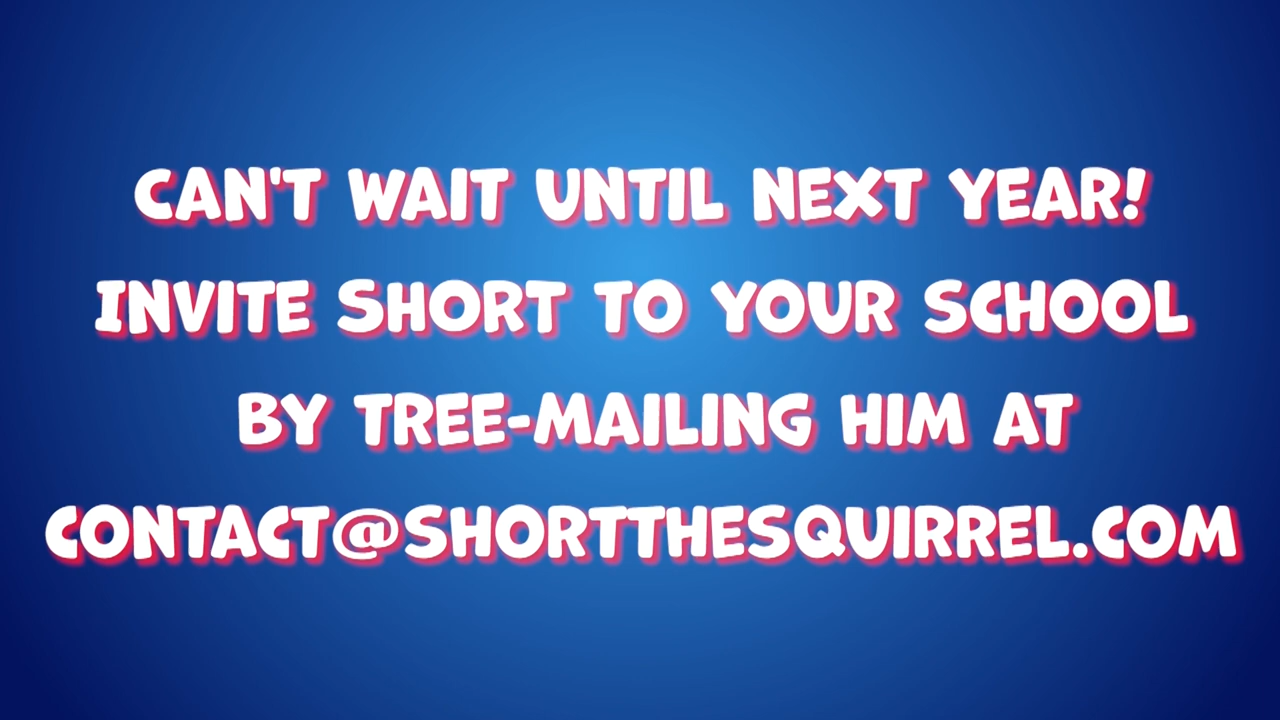 CAN'T WAIT UNTIL NEXT YEAR!
INVITE SHORT TO YOUR SCHOOL
BY TREE-MAILING HIM AT
CONTACT@SHORTTHESQUIRREL.COM